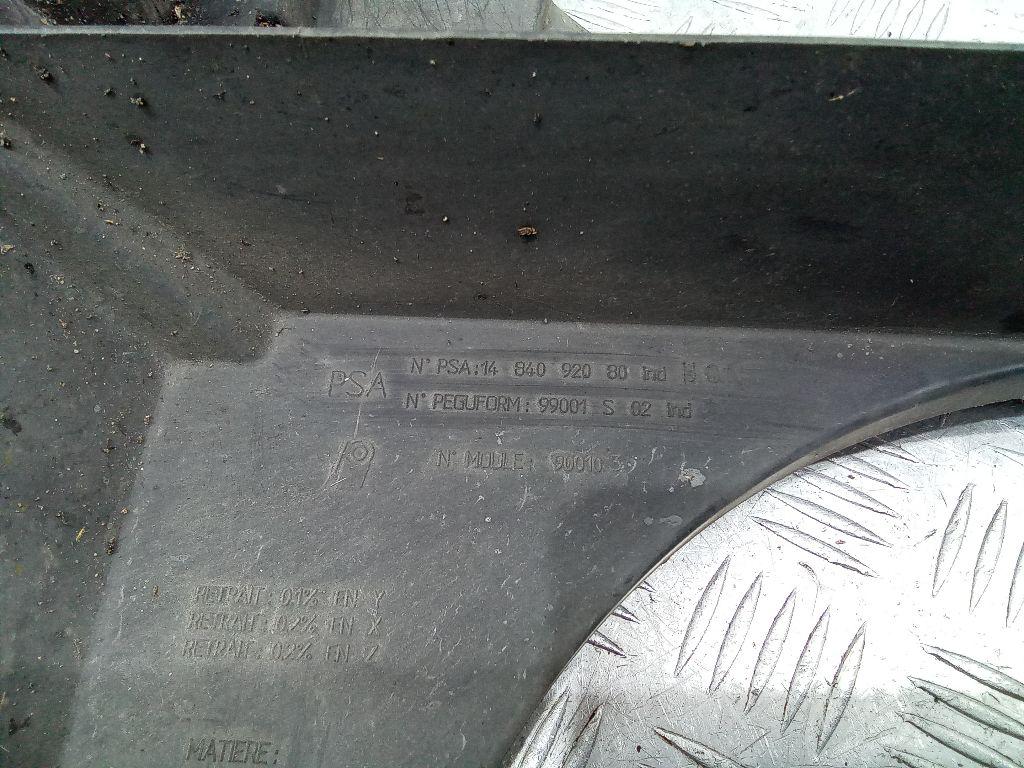 PSA
N° PSA:14 840 920 80 Ind
N° PEGUFORM: 99001 S 02 Ind
N° MOULE: 90010
RETRAIT: 0.1% EN Y
RETRAIT: 0.2% EN X
RETRAIT: 0.2% EN Z
MATIERE: